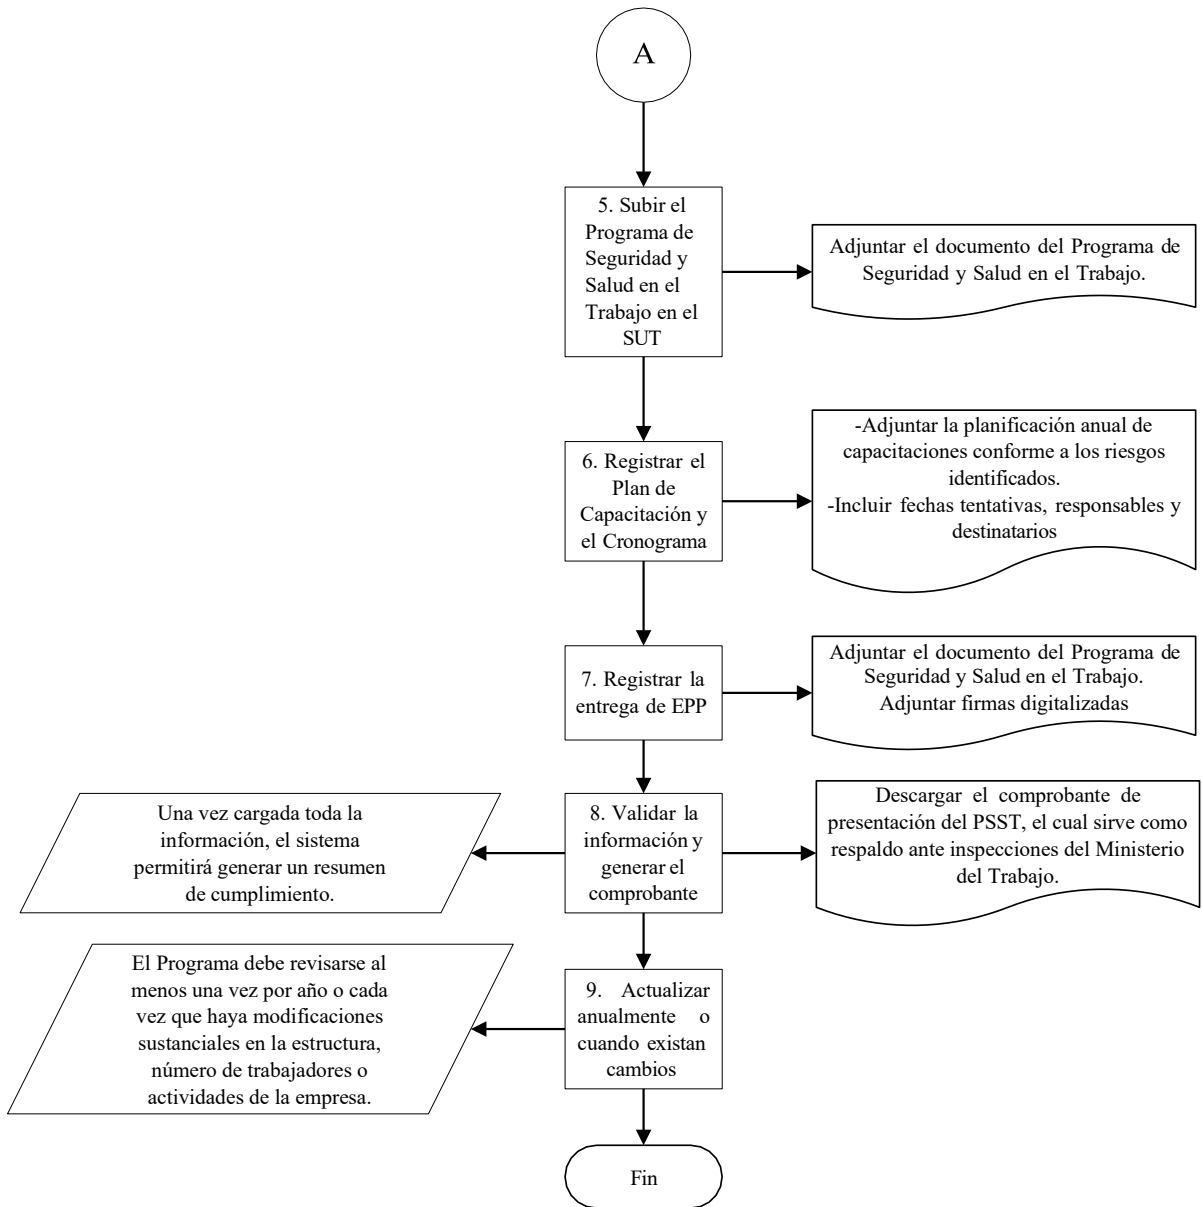 A
5. Subir el
Programa de
Seguridad y
Salud en el
Trabajo en el
SUT
Adjuntar el documento del Programa de
Seguridad y Salud en el Trabajo.
6. Registrar el
Plan de
Capacitación y
el Cronograma
-Adjuntar la planificación anual de
capacitaciones conforme a los riesgos
identificados.
-Incluir fechas tentativas, responsables y
destinatarios
7. Registrar la
entrega de EPP
Adjuntar el documento del Programa de
Seguridad y Salud en el Trabajo.
Adjuntar firmas digitalizadas
Una vez cargada toda la
información, el sistema
permitirá generar un resumen
de cumplimiento.
8. Validar la
información y
generar el
comprobante
Descargar el comprobante de
presentación del PSST, el cual sirve como
respaldo ante inspecciones del Ministerio
del Trabajo.
El Programa debe revisarse al
menos una vez por año o cada
vez que haya modificaciones
sustanciales en la estructura,
número de trabajadores o
actividades de la empresa.
9. Actualizar
anualmente o
cuando existan
cambios
Fin